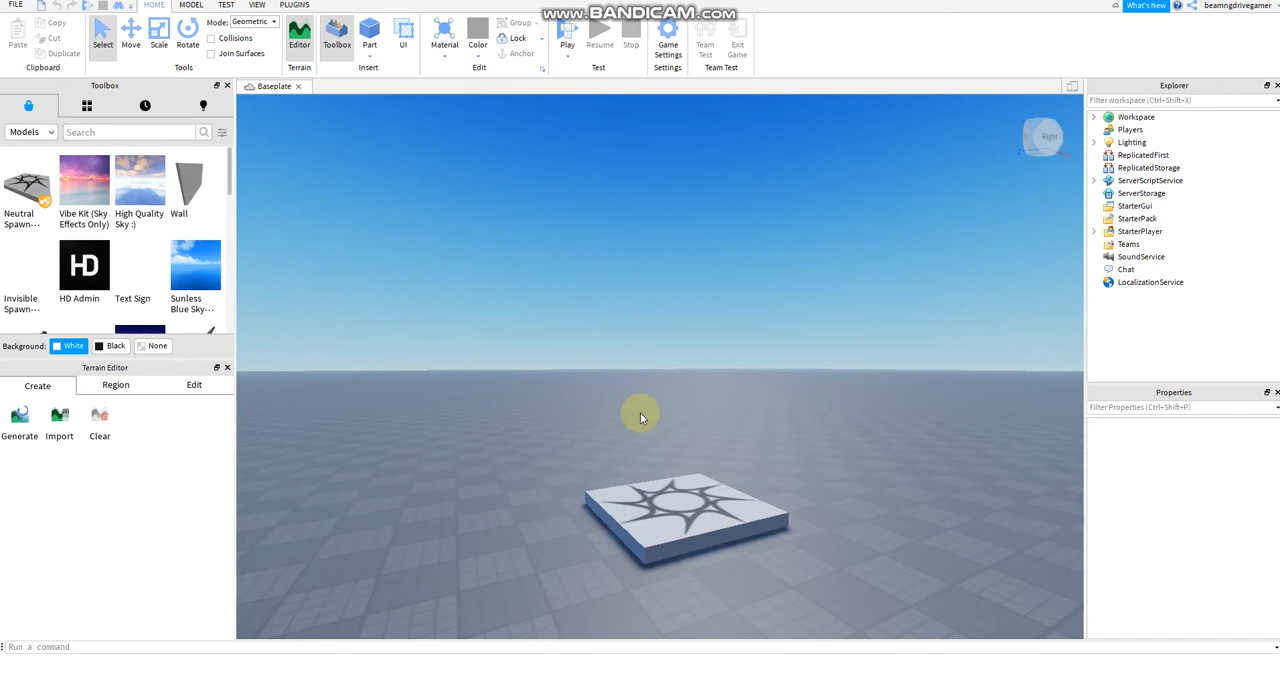 FILE HOME MODEL TEST VIEW PLUGINS
www.BANDICAM.com
What's New beamngdrivegamer
Paste Copy Cut Duplicate
Clipboard
Select Move Scale Rotate
Mode: Geometric
Collisions
Join Surfaces
Tools
Editor
Terrain
Toolbox Part UI
Insert
Material Color
Group
Lock
Anchor
Edit
Play Resume Stop
Test
Game Settings
Settings
Team Test Exit Game
Team Test
Toolbox
Models Search
Neutral Spawn··· Vibe Kit (Sky Effects Only) High Quality Sky :) Wall
HD
Invisible Spawn··· HD Admin Text Sign Sunless Blue Sky···
Background: White Black None
Terrain Editor
Create Region Edit
Generate Import Clear
Baseplate
Right
Explorer
Filter workspace (Ctrl+Shift+X)
Workspace
Players
Lighting
ReplicatedFirst
ReplicatedStorage
ServerScriptService
ServerStorage
StarterGui
StarterPack
StarterPlayer
Teams
SoundService
Chat
LocalizationService
Properties
Filter Properties (Ctrl+Shift+P)
Run a command